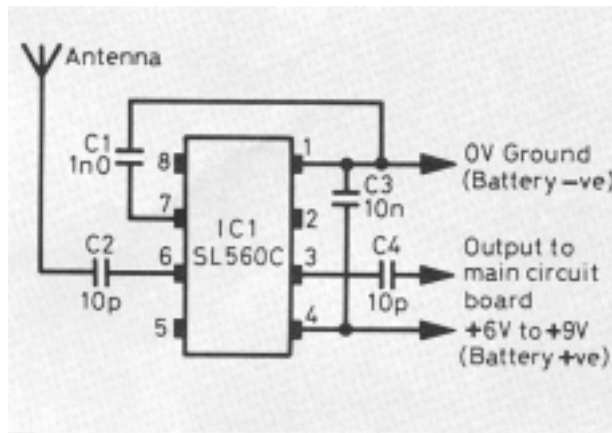 Antenna
C1
1n0
8
1
0V Ground
(Battery -ve)
C3
10n
7
2
IC1
SL560C
C2
10p
6
3
C4
10p
Output to
main circuit
board
5
4
+6V to +9V
(Battery +ve)